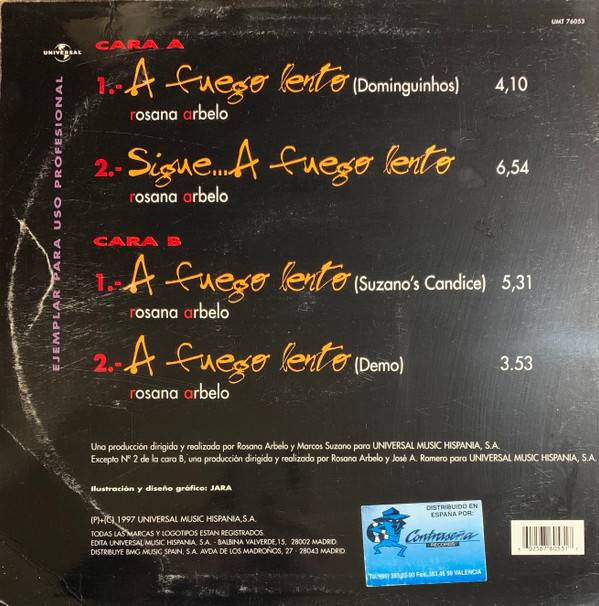 UMT 76053
UNIVERSAL
EJEMPLAR PARA USO PROFESIONAL
CARA A
1.- A fuego lento (Dominguinhos) 4,10
rosana arbelo
2.- Sigue... A fuego lento 6,54
rosana arbelo
CARA B
1.- A fuego lento (Suzano's Candice) 5,31
rosana arbelo
2.- A fuego lento (Demo) 3.53
rosana arbelo
Una producción dirigida y realizada por Rosana Arbelo y Marcos Suzano para UNIVERSAL MUSIC HISPANIA, S.A.
Excepto Nº 2 de la cara B, una producción dirigida y realizada por Rosana Arbelo y José A. Romero para UNIVERSAL MUSIC HISPANIA, S.A.
Ilustración y diseño gráfico: JARA
(P)+(C) 1997 UNIVERSAL MUSIC HISPANIA,S.A.
TODAS LAS MARCAS Y LOGOTIPOS ESTAN REGISTRADOS.
EDITA UNIVERSAL MUSIC HISPANIA, S.A. - BALBINA VALVERDE,15, 28002 MADRID.
DISTRIBUYE BMG MUSIC SPAIN, S.A. AVDA DE LOS MADROÑOS, 27 - 28043 MADRID
DISTRIBUIDO EN
ESPAÑA POR:
Contraseña
RECORDS
VALENCIA